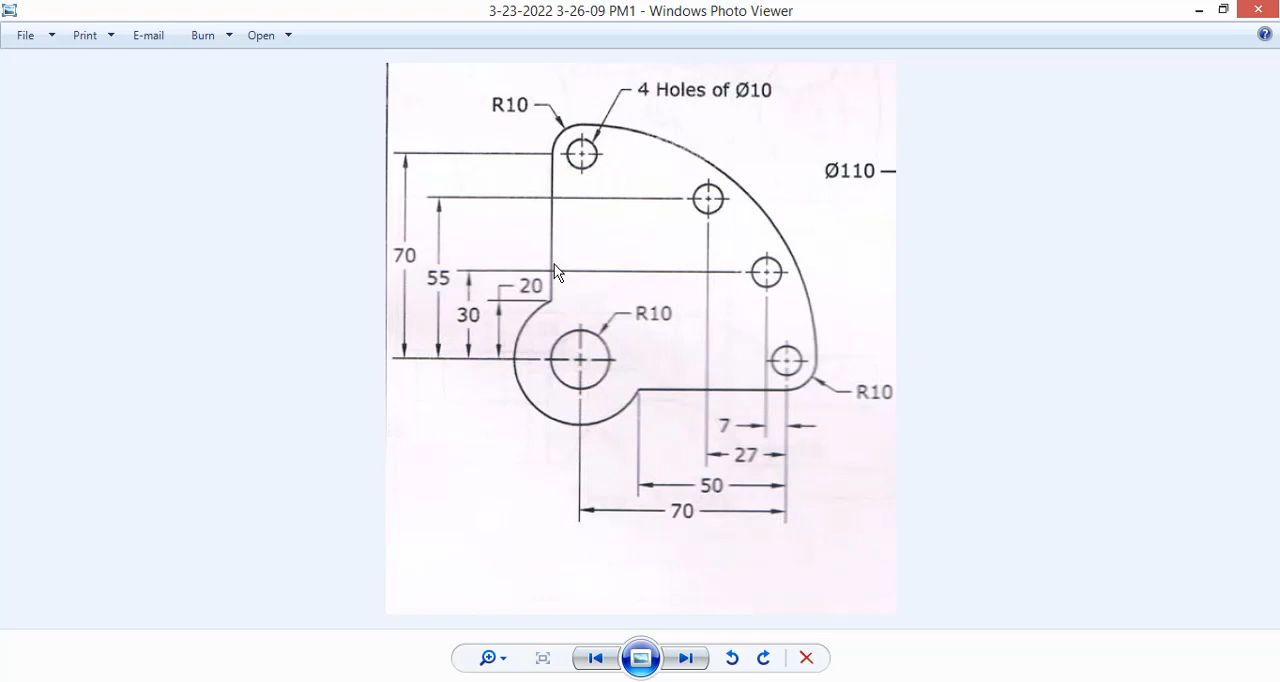 3-23-2022 3-26-09 PM1 - Windows Photo Viewer
File Print E-mail Burn Open
4 Holes of Ø10
R10
Ø110
70
55
20
30
R10
R10
7
27
50
70